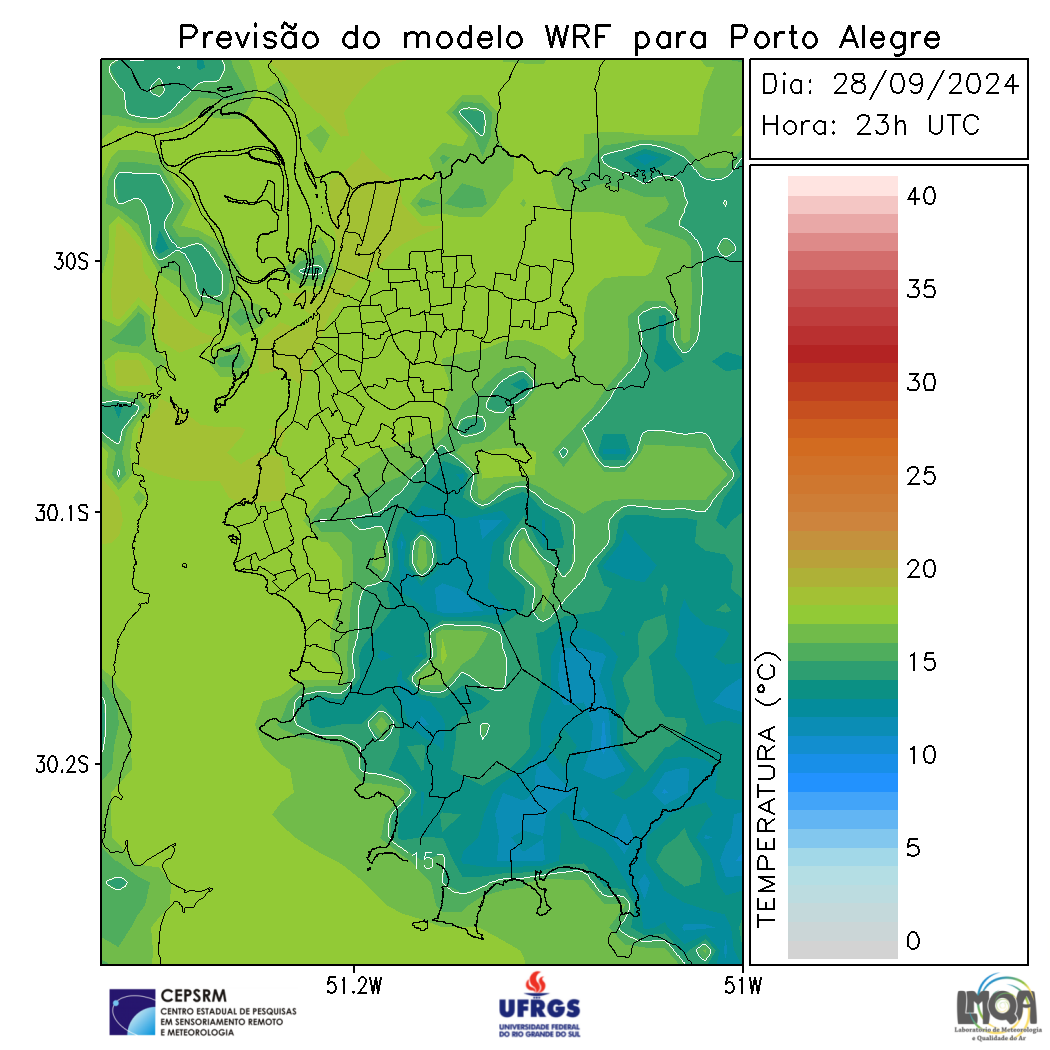 Previsão do modelo WRF para Porto Alegre
Dia: 28/09/2024
Hora: 23h UTC
40
35
30
25
20
15
10
5
0
TEMPERATURA (°C)
30S
30.1S
30.2S
15
51.2W
51W
CEPSRM
CENTRO ESTADUAL DE PESQUISAS
EM SENSORIAMENTO REMOTO
E METEOROLOGIA
UFRGS
UNIVERSIDADE FEDERAL
DO RIO GRANDE DO SUL
LMQA
Laboratório de Meteorologia
e Qualidade do Ar